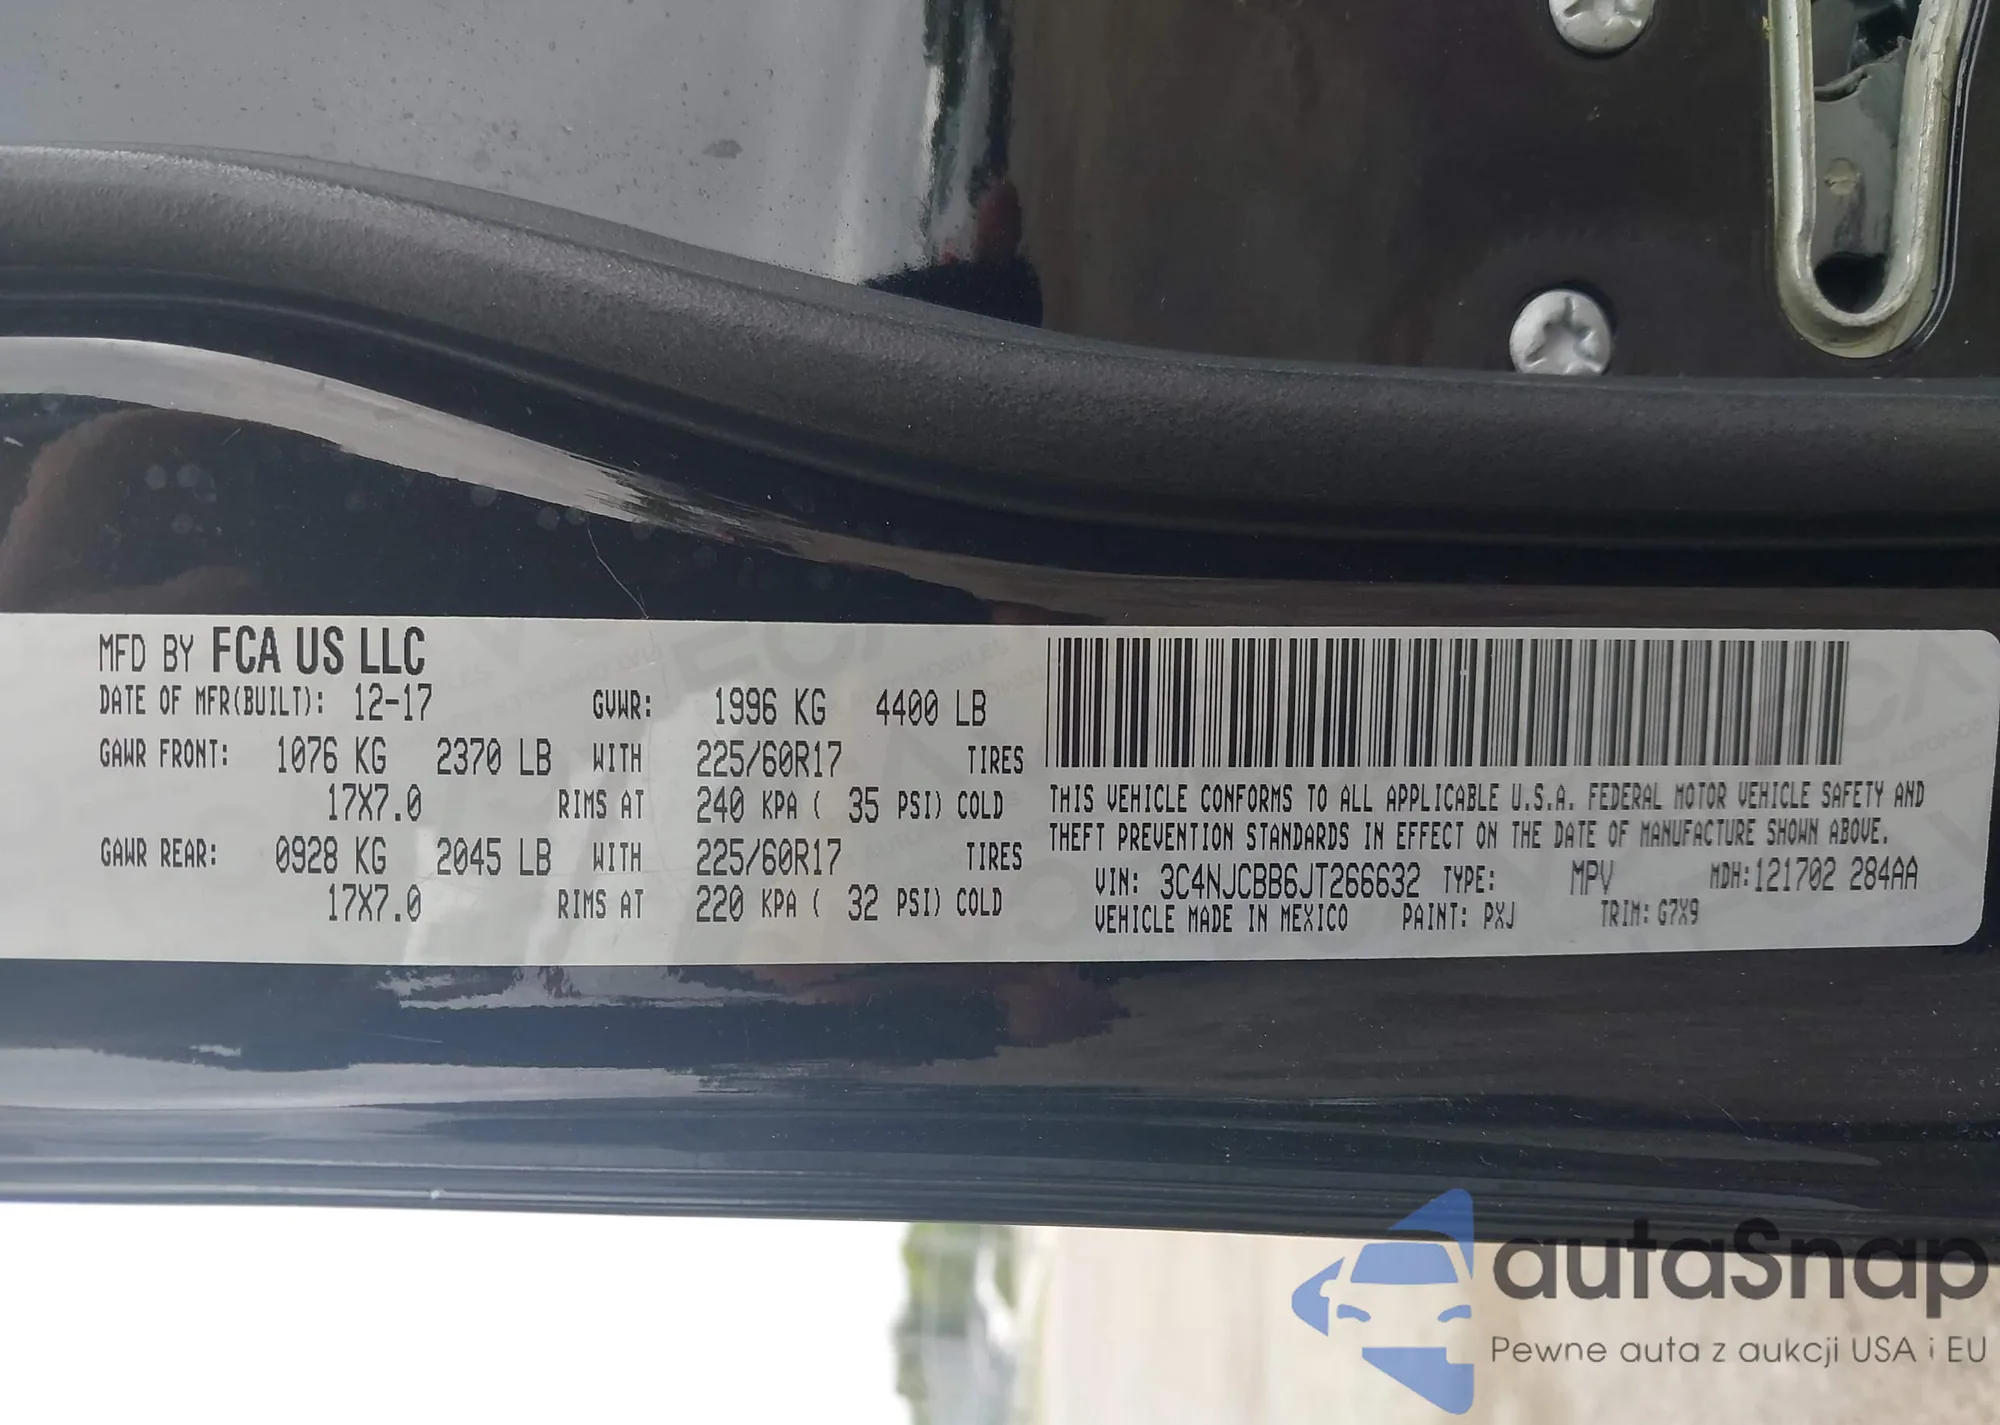 MFD BY FCA US LLC
DATE OF MFR(BUILT): 12-17 GVWR: 1996 KG 4400 LB
GAWR FRONT: 1076 KG 2370 LB WITH 225/60R17 TIRES
17X7.0 RIMS AT 240 KPA ( 35 PSI) COLD
GAWR REAR: 0928 KG 2045 LB WITH 225/60R17 TIRES
17X7.0 RIMS AT 220 KPA ( 32 PSI) COLD
THIS VEHICLE CONFORMS TO ALL APPLICABLE U.S.A. FEDERAL MOTOR VEHICLE SAFETY AND
THEFT PREVENTION STANDARDS IN EFFECT ON THE DATE OF MANUFACTURE SHOWN ABOVE.
VIN: 3C4NJCBB6JT266632 TYPE: MPV MDH: 121702 284AA
VEHICLE MADE IN MEXICO PAINT: PXJ TRIM: G7X9
autaSnap
Pewne auta z aukcji USA i EU